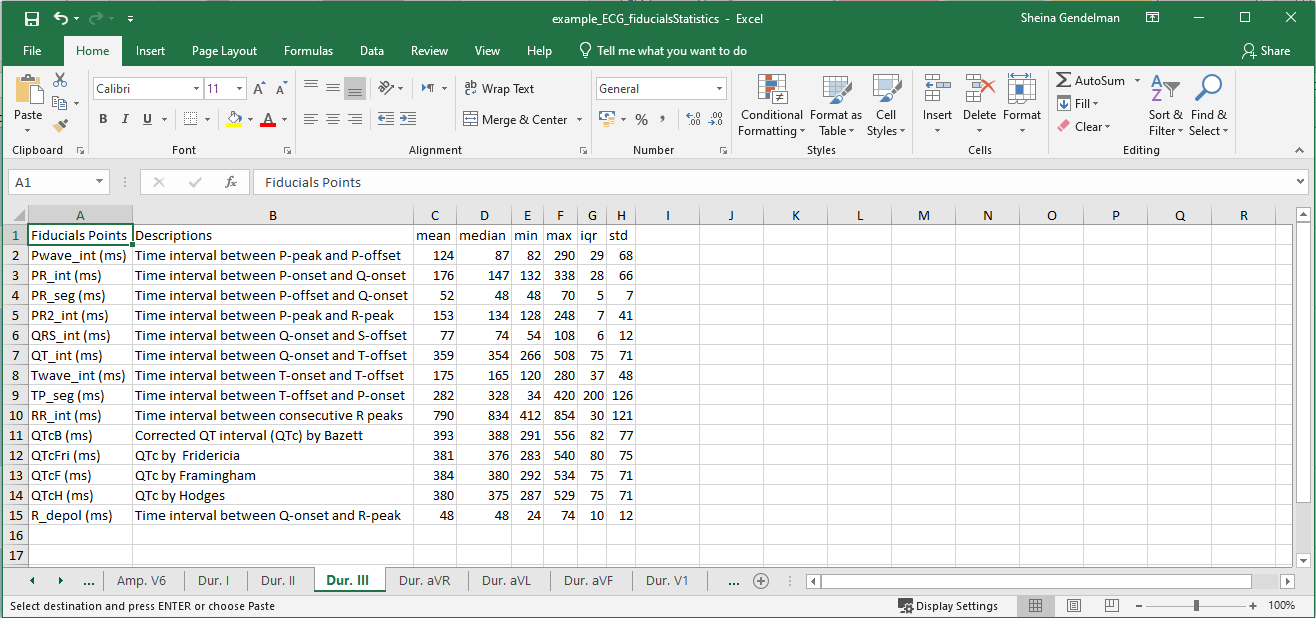 example_ECG_fiducialsStatistics - Excel
Sheina Gendelman
File Home Insert Page Layout Formulas Data Review View Help Tell me what you want to do Share
Paste
Clipboard
Calibri 11 A A
B I U A
Font
ab Wrap Text
Merge & Center
Alignment
General
% , .00
Number
Conditional Formatting
Format as Table
Cell Styles
Styles
Insert Delete Format
Cells
AutoSum
Fill
Clear
Sort & Filter
Find & Select
Editing
A1 fx Fiducials Points
A B C D E F G H I J K L M N O P Q R
1 Fiducials Points Descriptions mean median min max iqr std
2 Pwave_int (ms) Time interval between P-peak and P-offset 124 87 82 290 29 68
3 PR_int (ms) Time interval between P-onset and Q-onset 176 147 132 338 28 66
4 PR_seg (ms) Time interval between P-offset and Q-onset 52 48 48 70 5 7
5 PR2_int (ms) Time interval between P-peak and R-peak 153 134 128 248 7 41
6 QRS_int (ms) Time interval between Q-onset and S-offset 77 74 54 108 6 12
7 QT_int (ms) Time interval between Q-onset and T-offset 359 354 266 508 75 71
8 Twave_int (ms) Time interval between T-onset and T-offset 175 165 120 280 37 48
9 TP_seg (ms) Time interval between T-offset and P-onset 282 328 34 420 200 126
10 RR_int (ms) Time interval between consecutive R peaks 790 834 412 854 30 121
11 QTcB (ms) Corrected QT interval (QTc) by Bazett 393 388 291 556 82 77
12 QTcFri (ms) QTc by  Fridericia 381 376 283 540 80 75
13 QTcF (ms) QTc by Framingham 384 380 292 534 75 71
14 QTcH (ms) QTc by Hodges 380 375 287 529 75 71
15 R_depol (ms) Time interval between Q-onset and R-peak 48 48 24 74 10 12
16
17
... Amp. V6 Dur. I Dur. II Dur. III Dur. aVR Dur. aVL Dur. aVF Dur. V1 ...
Select destination and press ENTER or choose Paste Display Settings 100%